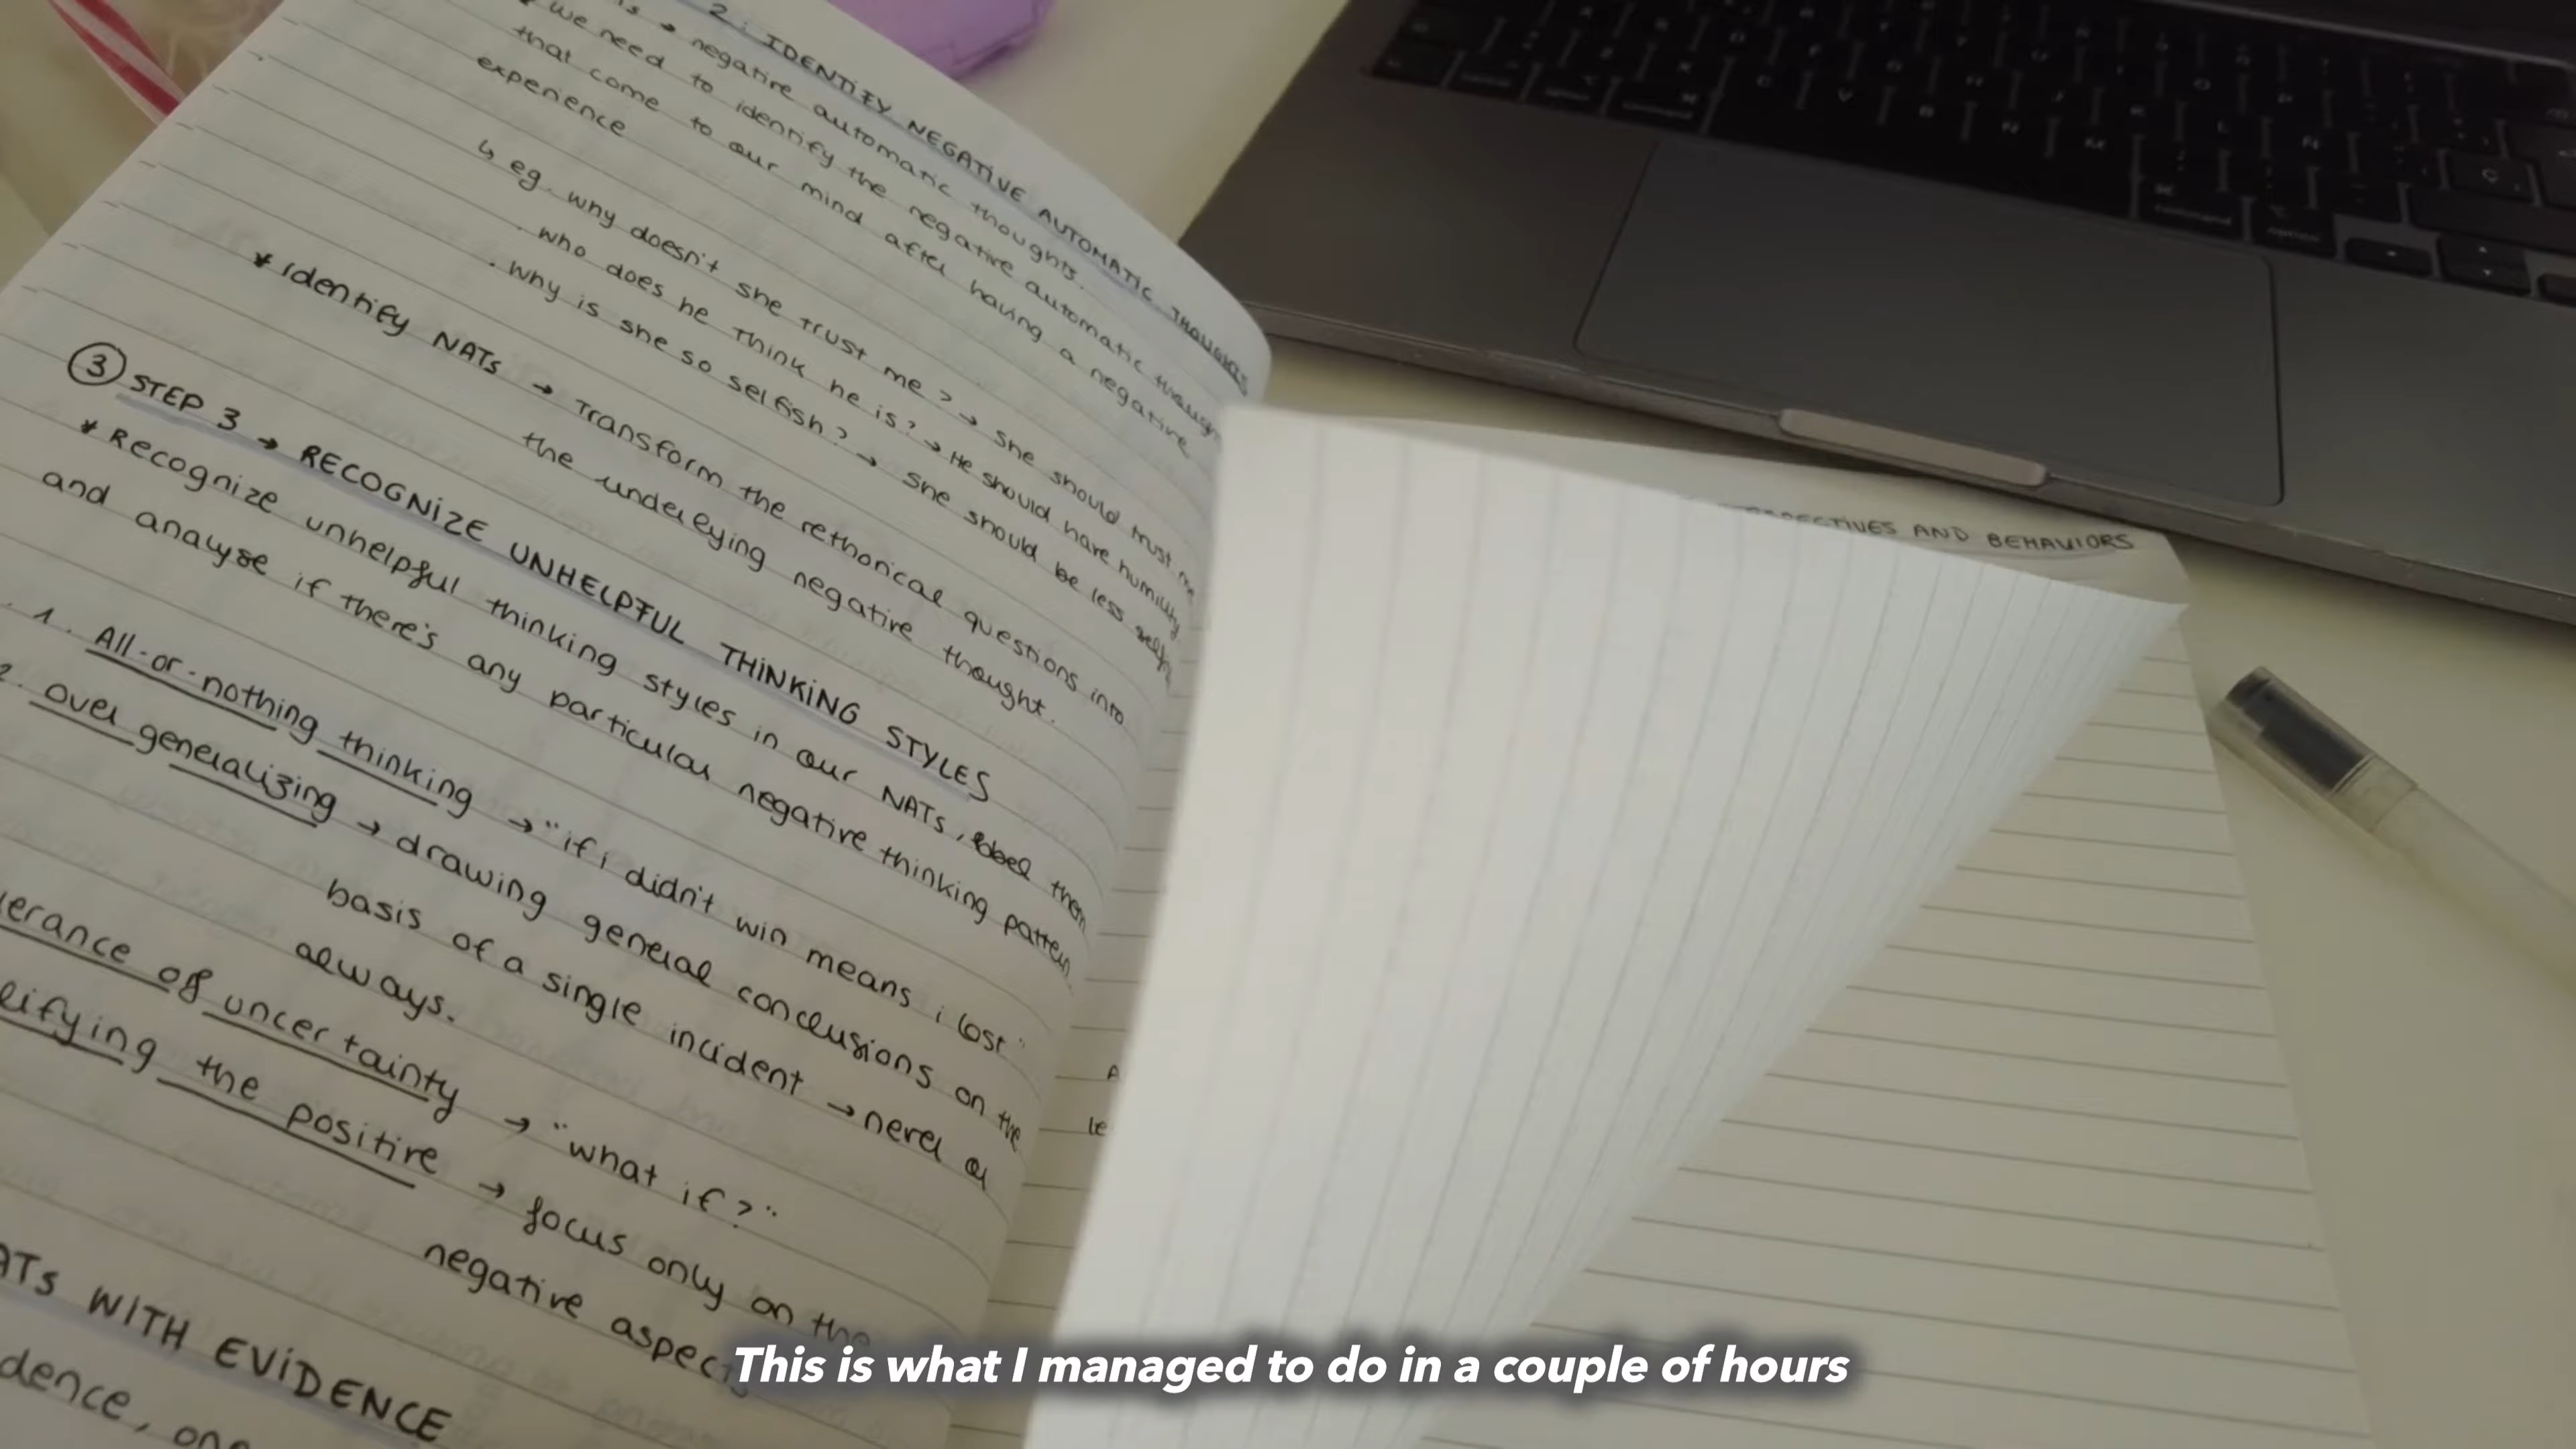 2: IDENTIFY NEGATIVE AUTOMATIC THOUGHTS
→ negative automatic thoughts.
we need to identify the negative automatic though
that come to our mind after having a negative
experience
↳ eg. why doesn't she trust me? → she should trust me
. who does he think he is? → He should have humility.
. why is she so selfish? → she should be less selfish
* Identify NATs → Transform the rethorical questions into
the underlying negative thought.
③ STEP 3 → RECOGNIZE UNHELPFUL THINKING STYLES
* Recognize unhelpful thinking styles in our NATs, label them
and analyse if there's any particular negative thinking pattern.
1. All-or-nothing thinking → "if i didn't win means i lost"
2. over generalizing → drawing general conclusions on the
basis of a single incident → never or
always.
erance of uncertainty → "what if?"
lifying the positive → focus only on the
negative aspec
ATs WITH EVIDENCE
dence, one
PECTIVES AND BEHAVIORS
le
This is what I managed to do in a couple of hours